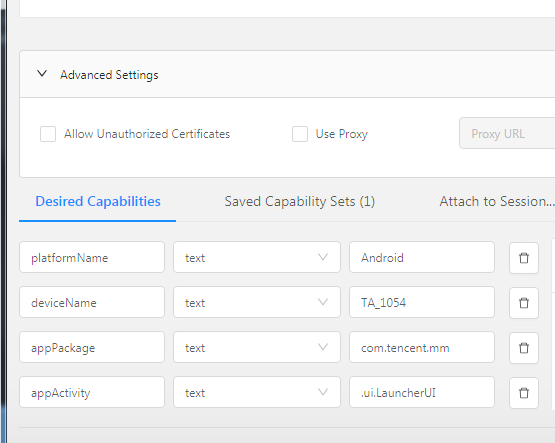 Advanced Settings
Allow Unauthorized Certificates Use Proxy Proxy URL
Desired Capabilities Saved Capability Sets (1) Attach to Session...
platformName text Android
deviceName text TA_1054
appPackage text com.tencent.mm
appActivity text .ui.LauncherUI